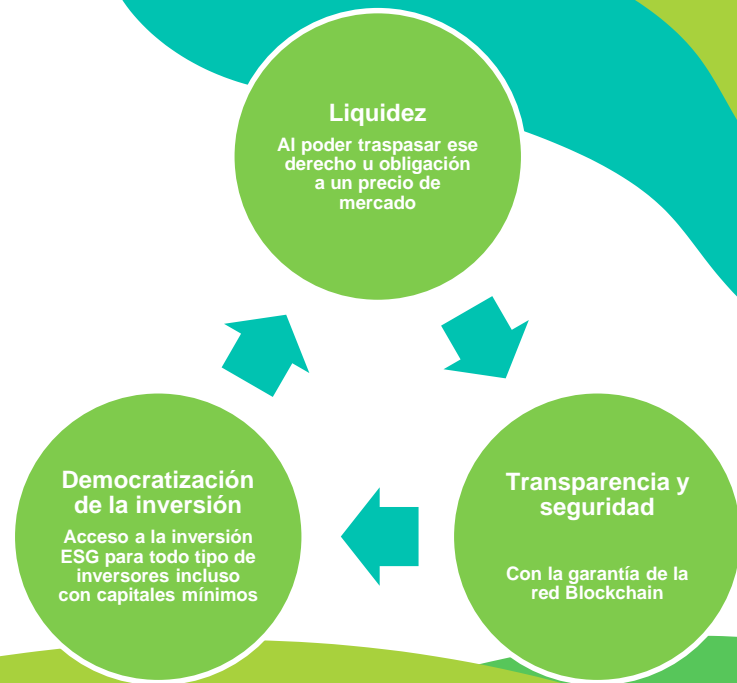 Liquidez
Al poder traspasar ese
derecho u obligación
a un precio de
mercado
Democratización
de la inversión
Acceso a la inversión
ESG para todo tipo de
inversores incluso
con capitales mínimos
Transparencia y
seguridad
Con la garantía de la
red Blockchain